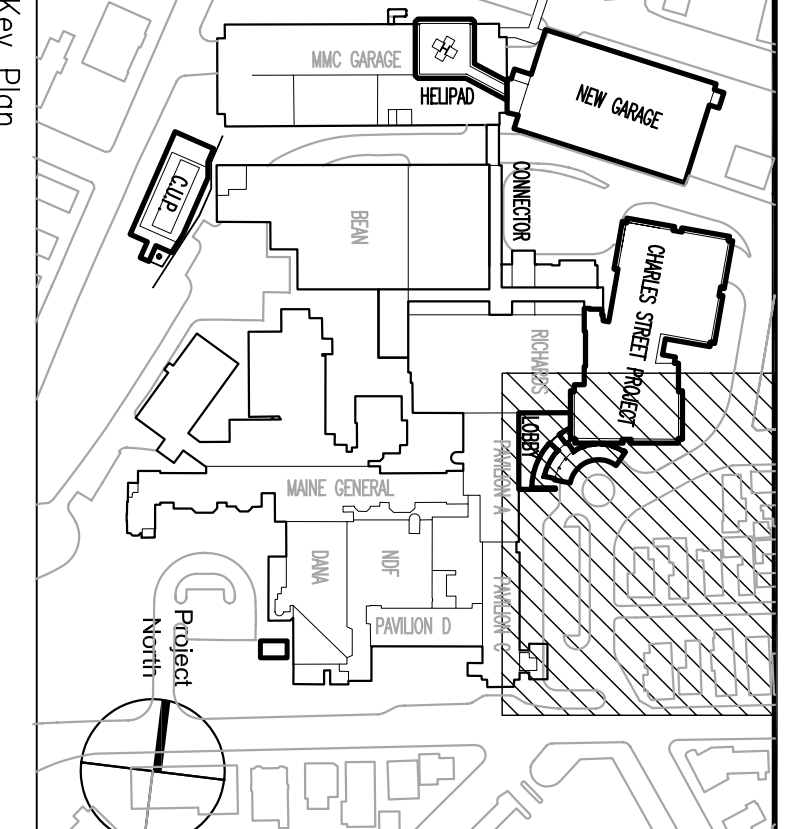 Key Plan
MMC GARAGE
HELIPAD
NEW GARAGE
C.U.P.
BEAN
CONNECTOR
CHARLES STREET PROJECT
RICHARDS
LOBBY
PAVILION A
MAINE GENERAL
DANA
NDF
PAVILION C
PAVILION D
Project
North